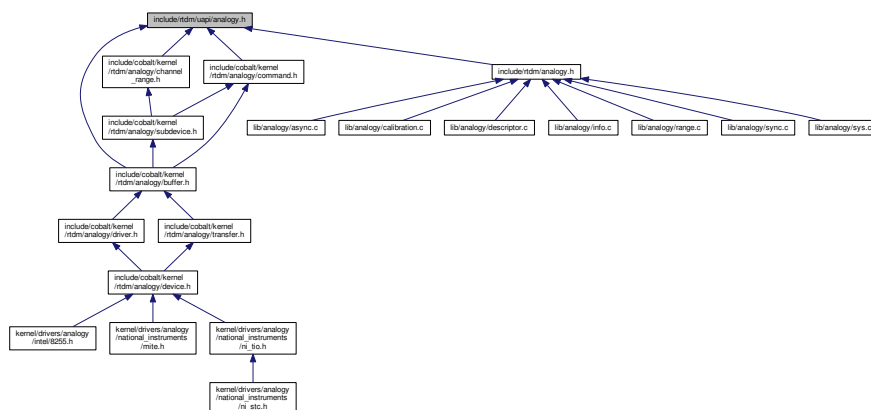 include/rtdm/uapi/analogy.h
include/cobalt/kernel
/rtdm/analogy/channel
_range.h
include/cobalt/kernel
/rtdm/analogy/command.h
include/rtdm/analogy.h
include/cobalt/kernel
/rtdm/analogy/subdevice.h
lib/analogy/async.c
lib/analogy/calibration.c
lib/analogy/descriptor.c
lib/analogy/info.c
lib/analogy/range.c
lib/analogy/sync.c
lib/analogy/sys.c
include/cobalt/kernel
/rtdm/analogy/buffer.h
include/cobalt/kernel
/rtdm/analogy/driver.h
include/cobalt/kernel
/rtdm/analogy/transfer.h
include/cobalt/kernel
/rtdm/analogy/device.h
kernel/drivers/analogy
/intel/8255.h
kernel/drivers/analogy
/national_instruments
/mite.h
kernel/drivers/analogy
/national_instruments
/ni_tio.h
kernel/drivers/analogy
/national_instruments
/ni_stc.h